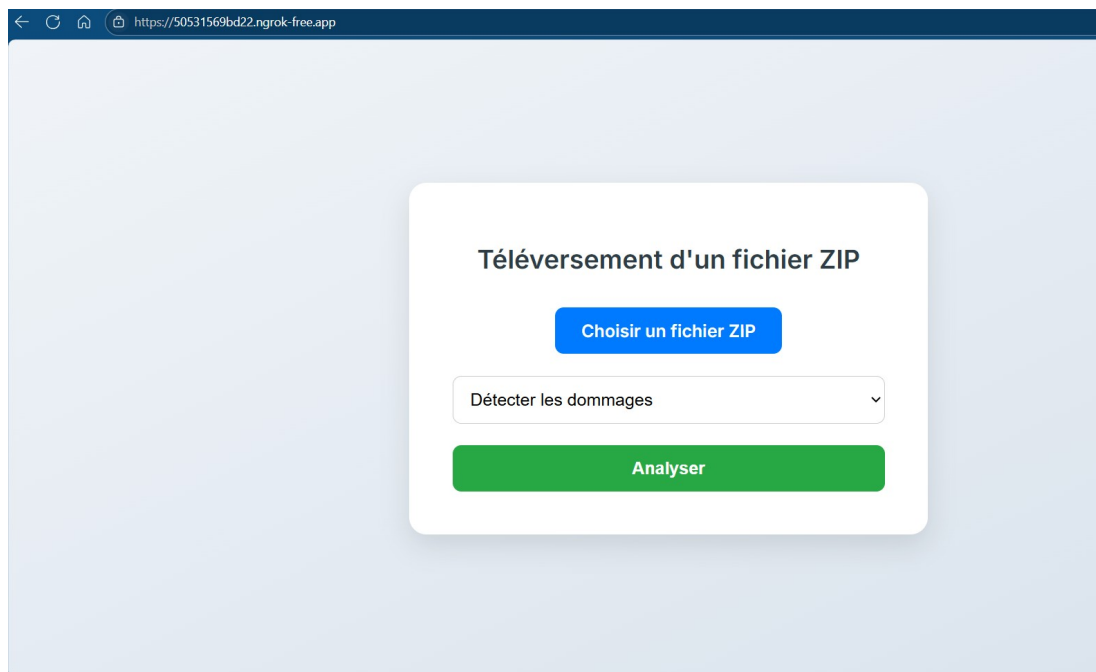 https://50531569bd22.ngrok-free.app
Téléversement d'un fichier ZIP
Choisir un fichier ZIP
Détecter les dommages
Analyser